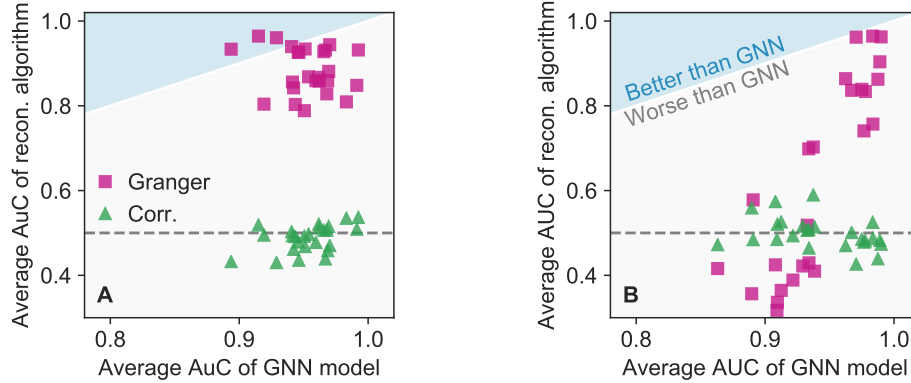 Average AuC of recon. algorithm
1.0
0.8
0.6
0.4
Granger
Corr.
A
0.8
0.9
1.0
Average AuC of GNN model
Average AUC of recon. algorithm
1.0
0.8
0.6
0.4
Better than GNN
Worse than GNN
B
0.8
0.9
1.0
Average AUC of GNN model